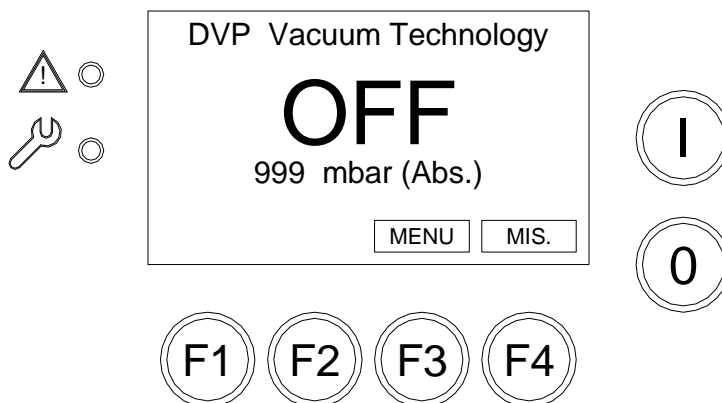 DVP Vacuum Technology
!
OFF
999 mbar (Abs.)
I
MENU MIS.
0
F1 F2 F3 F4